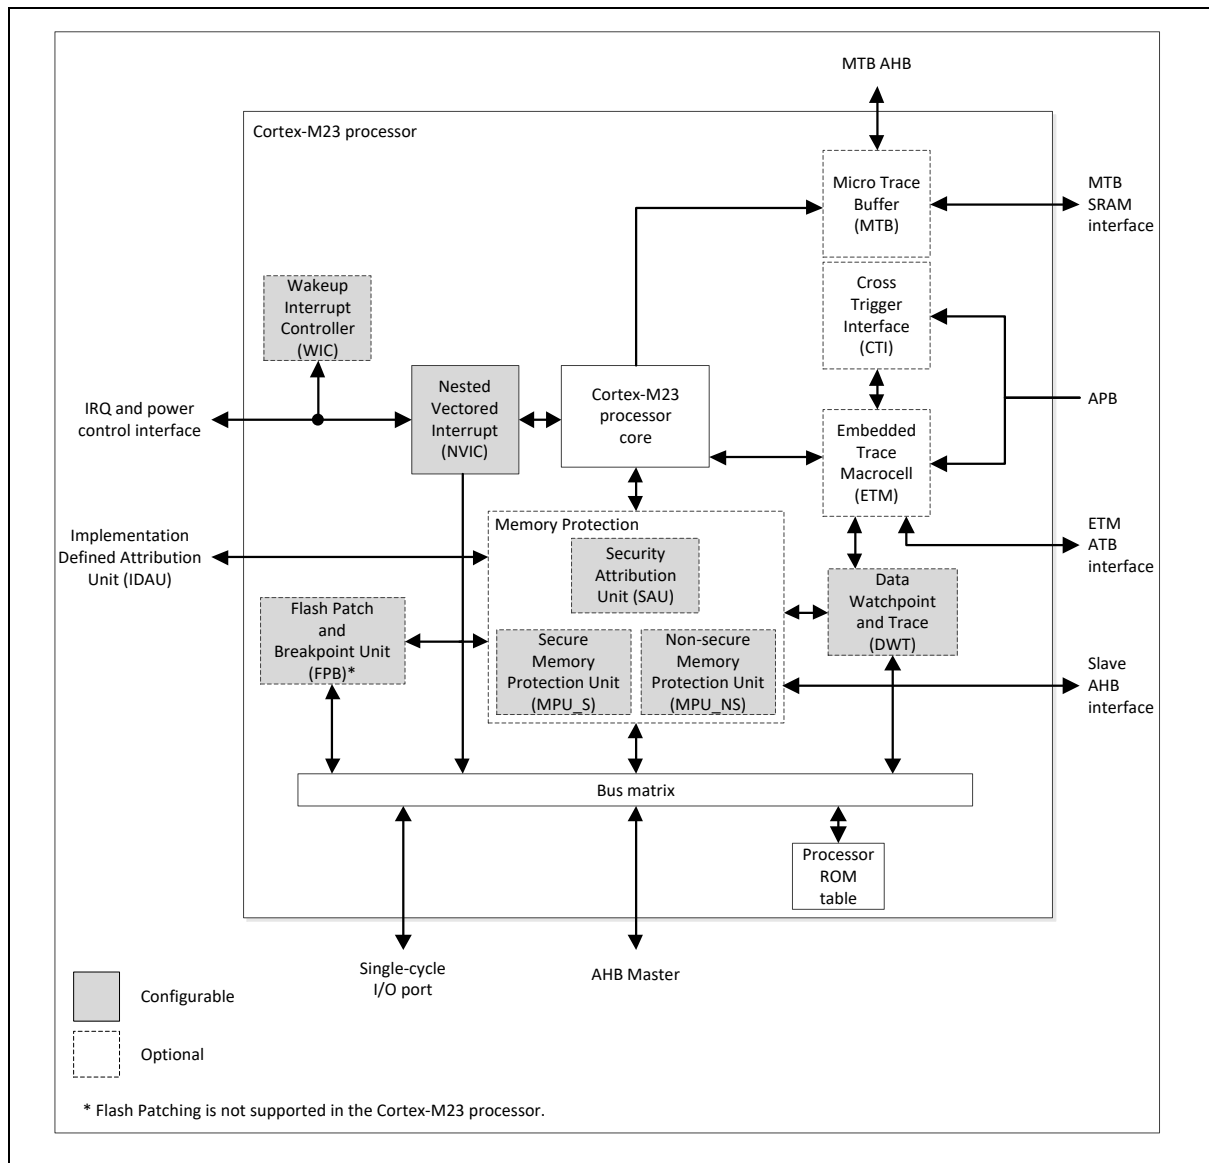 MTB AHB
Cortex-M23 processor
Micro Trace
Buffer
(MTB)
MTB
SRAM
interface
Wakeup
Interrupt
Controller
(WIC)
Cross
Trigger
Interface
(CTI)
IRQ and power
control interface
Nested
Vectored
Interrupt
(NVIC)
Cortex-M23
processor
core
APB
Embedded
Trace
Macrocell
(ETM)
Implementation
Defined Attribution
Unit (IDAU)
Memory Protection
Security
Attribution
Unit (SAU)
ETM
ATB
interface
Flash Patch
and
Breakpoint Unit
(FPB)*
Secure
Memory
Protection Unit
(MPU_S)
Non-secure
Memory
Protection Unit
(MPU_NS)
Data
Watchpoint
and Trace
(DWT)
Slave
AHB
interface
Bus matrix
Processor
ROM
table
Single-cycle
I/O port
AHB Master
Configurable
Optional
* Flash Patching is not supported in the Cortex-M23 processor.